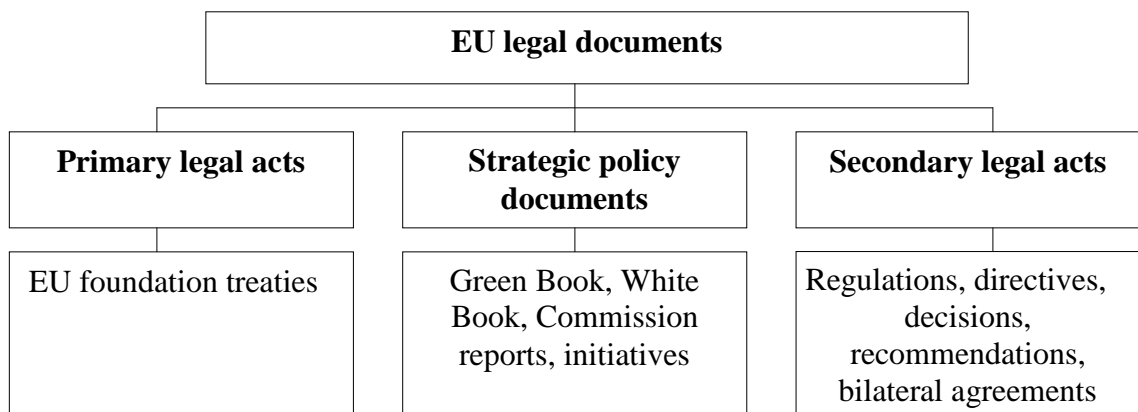 EU legal documents
Primary legal acts
Strategic policy
documents
Secondary legal acts
EU foundation treaties
Green Book, White
Book, Commission
reports, initiatives
Regulations, directives,
decisions,
recommendations,
bilateral agreements